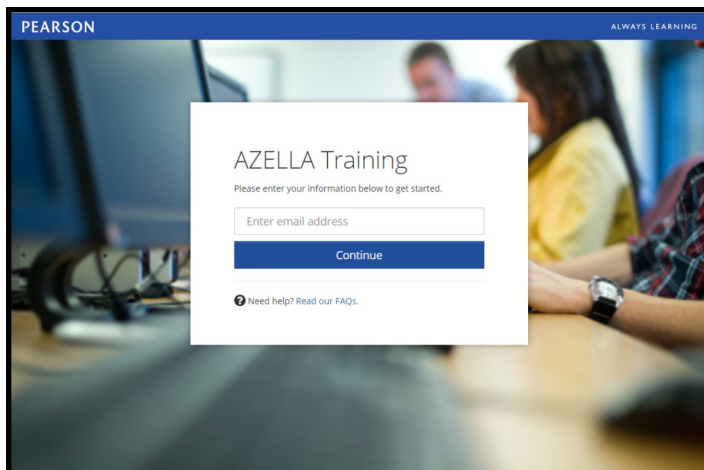 PEARSON
ALWAYS LEARNING
AZELLA Training
Please enter your information below to get started.
Enter email address
Continue
? Need help? Read our FAQs.